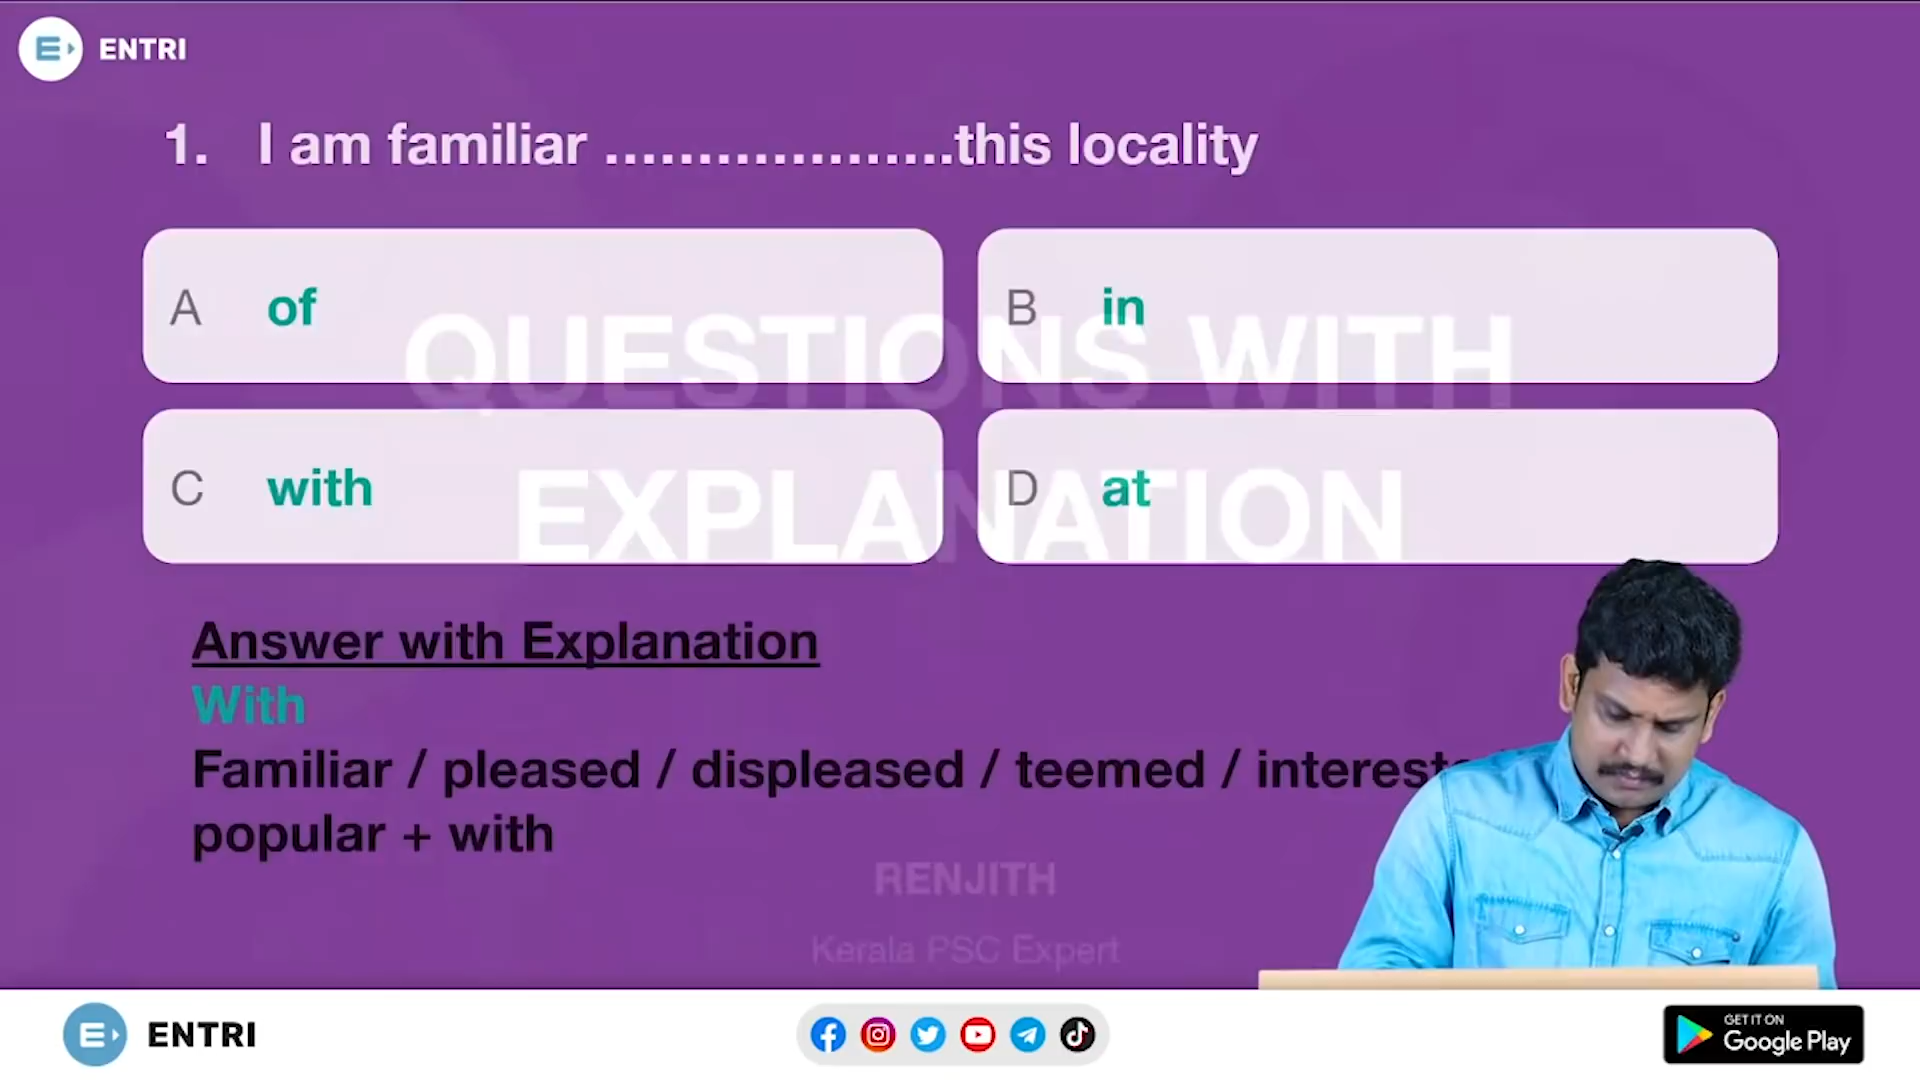 ENTRI
1. I am familiar ...................this locality
A of
B in
QUESTIONS WITH
C with
D at
EXPLANATION
Answer with Explanation
With
Familiar / pleased / displeased / teemed /
popular + with
RENJITH
Kerala PSC Expert
ENTRI
GET IT ON
Google Play